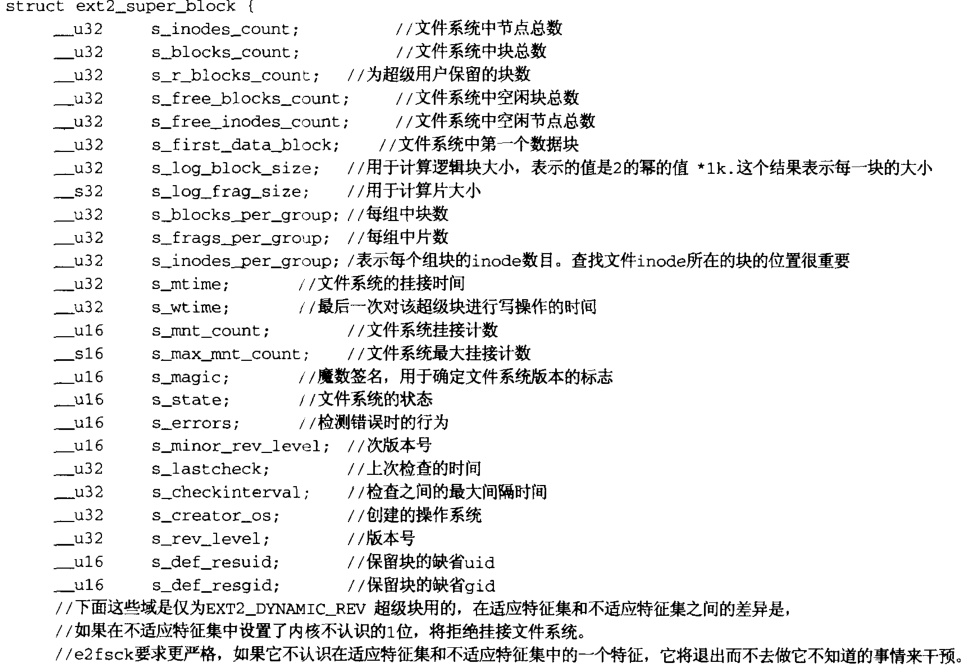 struct ext2_super_block {
__u32 s_inodes_count; //文件系统中节点总数
__u32 s_blocks_count; //文件系统中块总数
__u32 s_r_blocks_count; //为超级用户保留的块数
__u32 s_free_blocks_count; //文件系统中空闲块总数
__u32 s_free_inodes_count; //文件系统中空闲节点总数
__u32 s_first_data_block; //文件系统中第一个数据块
__u32 s_log_block_size; //用于计算逻辑块大小，表示的值是2的幂的值 *1k.这个结果表示每一块的大小
__s32 s_log_frag_size; //用于计算片大小
__u32 s_blocks_per_group; //每组中块数
__u32 s_frags_per_group; //每组中片数
__u32 s_inodes_per_group; /表示每个组块的inode数目。查找文件inode所在的块的位置很重要
__u32 s_mtime; //文件系统的挂接时间
__u32 s_wtime; //最后一次对该超级块进行写操作的时间
__u16 s_mnt_count; //文件系统挂接计数
__s16 s_max_mnt_count; //文件系统最大挂接计数
__u16 s_magic; //魔数签名，用于确定文件系统版本的标志
__u16 s_state; //文件系统的状态
__u16 s_errors; //检测错误时的行为
__u16 s_minor_rev_level; //次版本号
__u32 s_lastcheck; //上次检查的时间
__u32 s_checkinterval; //检查之间的最大间隔时间
__u32 s_creator_os; //创建的操作系统
__u32 s_rev_level; //版本号
__u16 s_def_resuid; //保留块的缺省uid
__u16 s_def_resgid; //保留块的缺省gid
//下面这些域是仅为EXT2_DYNAMIC_REV 超级块用的，在适应特征集和不适应特征集之间的差异是，
//如果在不适应特征集中设置了内核不认识的1位，将拒绝挂接文件系统。
//e2fsck要求更严格，如果它不认识在适应特征集和不适应特征集中的一个特征，它将退出而不去做它不知道的事情来干预。